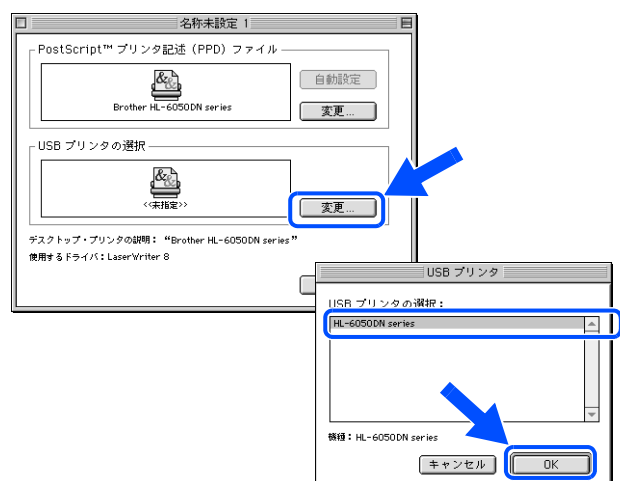 名称未設定 1
PostScript™ プリンタ記述 (PPD) ファイル
自動設定
Brother HL-6050DN series
変更...
USB プリンタの選択
<<未指定>>
変更...
デスクトップ・プリンタの説明： “Brother HL-6050DN series”
使用するドライバ：LaserWriter 8
USB プリンタ
USB プリンタの選択：
HL-6050DN series
機種：HL-6050DN series
キャンセル
OK